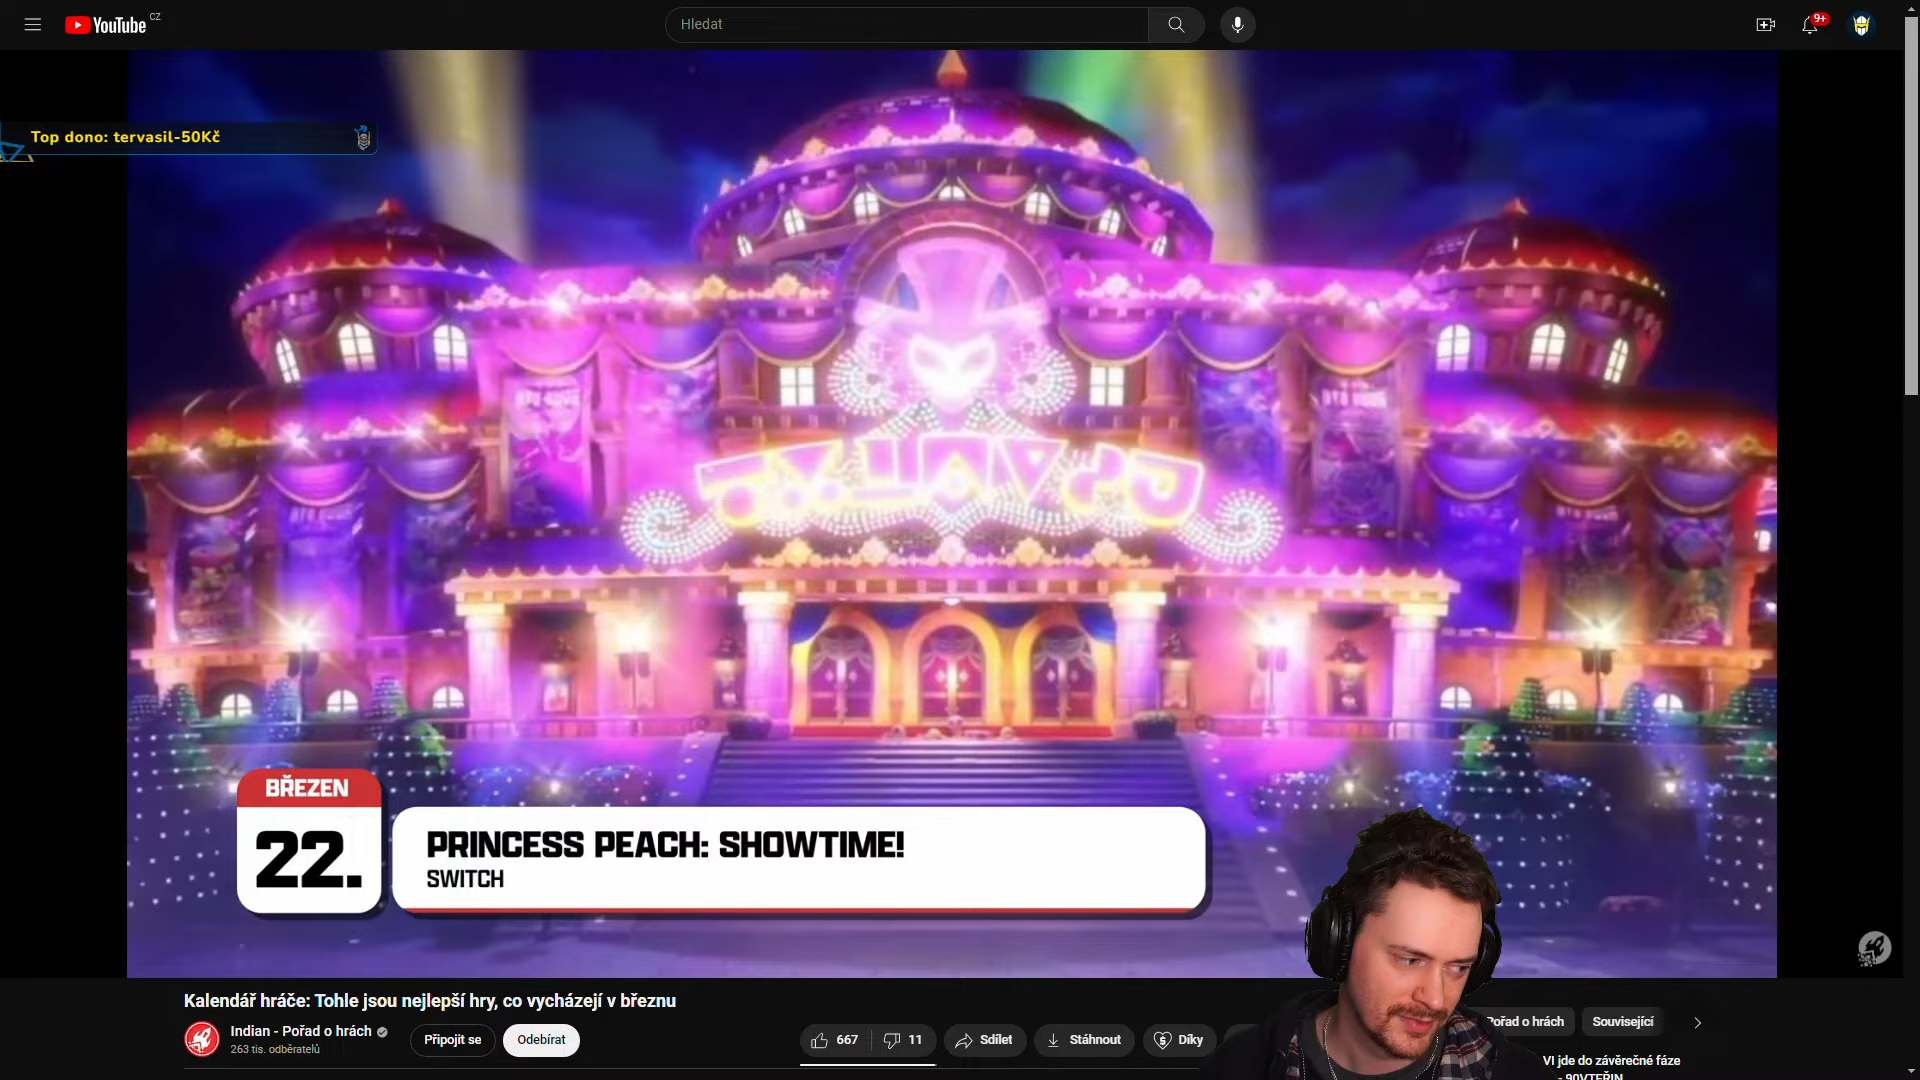 YouTube CZ
Hledat
9+
Top dono: tervasil-50Kč
BŘEZEN
22.
PRINCESS PEACH: SHOWTIME!
SWITCH
Kalendář hráče: Tohle jsou nejlepší hry, co vycházejí v březnu
Indian - Pořad o hrách
263 tis. odběratelů
Připojit se
Odebírat
667
11
Sdílet
Stáhnout
Díky
Pořad o hrách
Související
VI jde do závěrečné fáze
- 90VTEŘIN